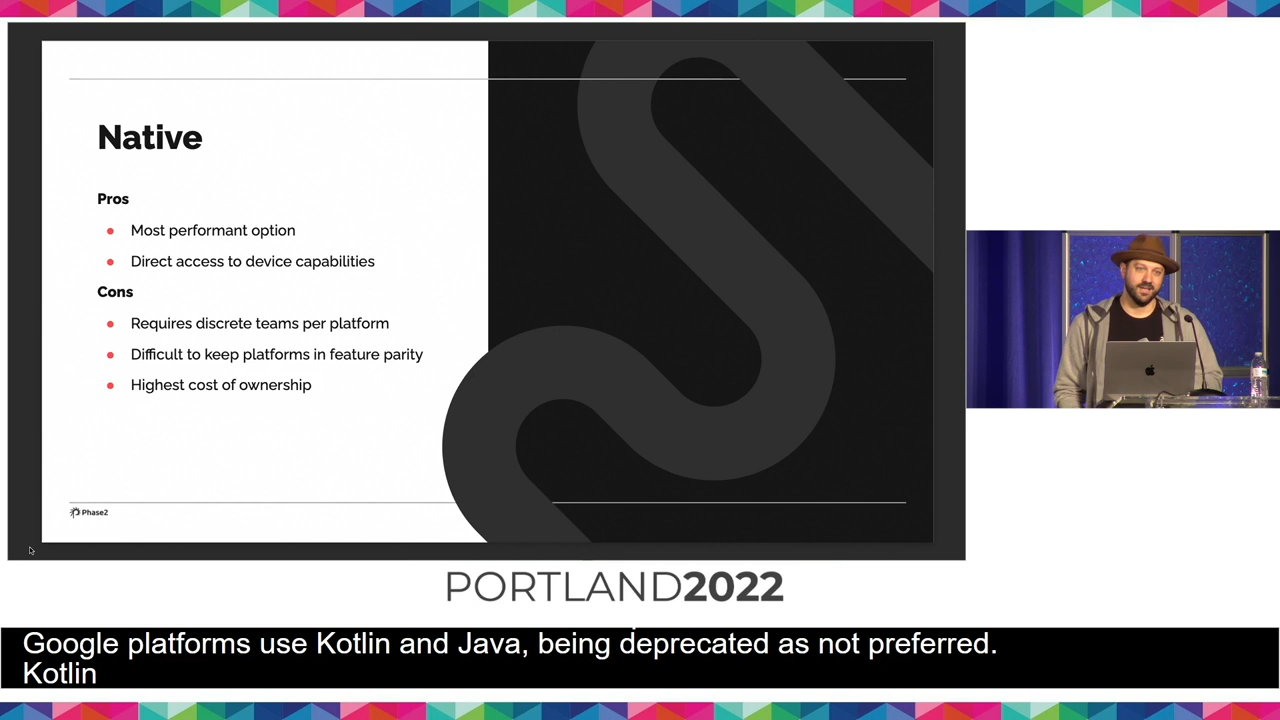 Native
Pros
Most performant option
Direct access to device capabilities
Cons
Requires discrete teams per platform
Difficult to keep platforms in feature parity
Highest cost of ownership
Phase2
PORTLAND2022
Google platforms use Kotlin and Java, being deprecated as not preferred.
Kotlin